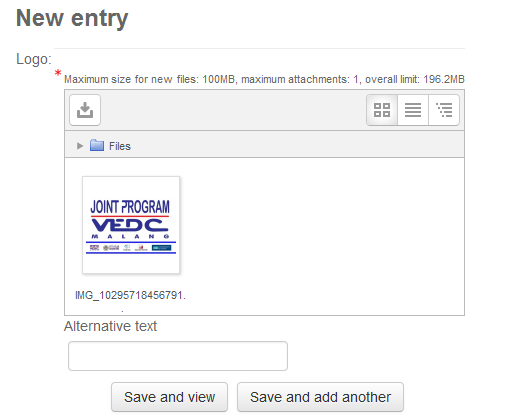 New entry
Logo:
* Maximum size for new files: 100MB, maximum attachments: 1, overall limit: 196.2MB
Files
JOINT PROGRAM
VEDC
MALANG
IMG_10295718456791.
.
Alternative text
Save and view Save and add another